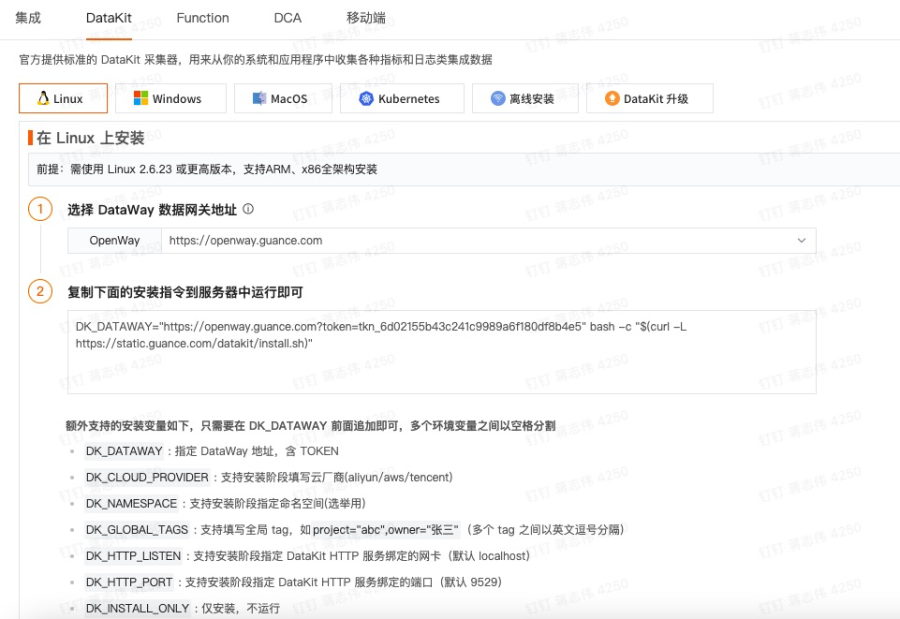 集成 DataKit Function DCA 移动端
官方提供标准的 DataKit 采集器，用来从你的系统和应用程序中收集各种指标和日志类集成数据
Linux Windows MacOS Kubernetes 离线安装 DataKit 升级
在 Linux 上安装
前提：需使用 Linux 2.6.23 或更高版本，支持ARM、x86全架构安装
1 选择 DataWay 数据网关地址
OpenWay https://openway.guance.com
2 复制下面的安装指令到服务器中运行即可
DK_DATAWAY="https://openway.guance.com?token=tkn_6d02155b43c241c9989a6f180df8b4e5" bash -c "$(curl -L
https://static.guance.com/datakit/install.sh)"
额外支持的安装变量如下，只需要在 DK_DATAWAY 前面追加即可，多个环境变量之间以空格分割
• DK_DATAWAY：指定 DataWay 地址，含 TOKEN
• DK_CLOUD_PROVIDER：支持安装阶段填写云厂商(aliyun/aws/tencent)
• DK_NAMESPACE：支持安装阶段指定命名空间(选举用)
• DK_GLOBAL_TAGS：支持填写全局 tag，如 project="abc",owner="张三"（多个 tag 之间以英文逗号分隔）
• DK_HTTP_LISTEN：支持安装阶段指定 DataKit HTTP 服务绑定的网卡（默认 localhost）
• DK_HTTP_PORT：支持安装阶段指定 DataKit HTTP 服务绑定的端口（默认 9529）
• DK_INSTALL_ONLY：仅安装，不运行
钉钉 蒋志伟 4250